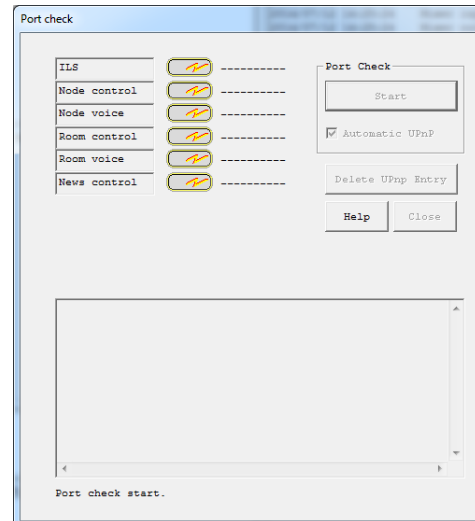 Port check
ILS ----------
Node control ----------
Node voice ----------
Room control ----------
Room voice ----------
News control ----------
Port Check
Start
Automatic UPnP
Delete UPnp Entry
Help Close
Port check start.